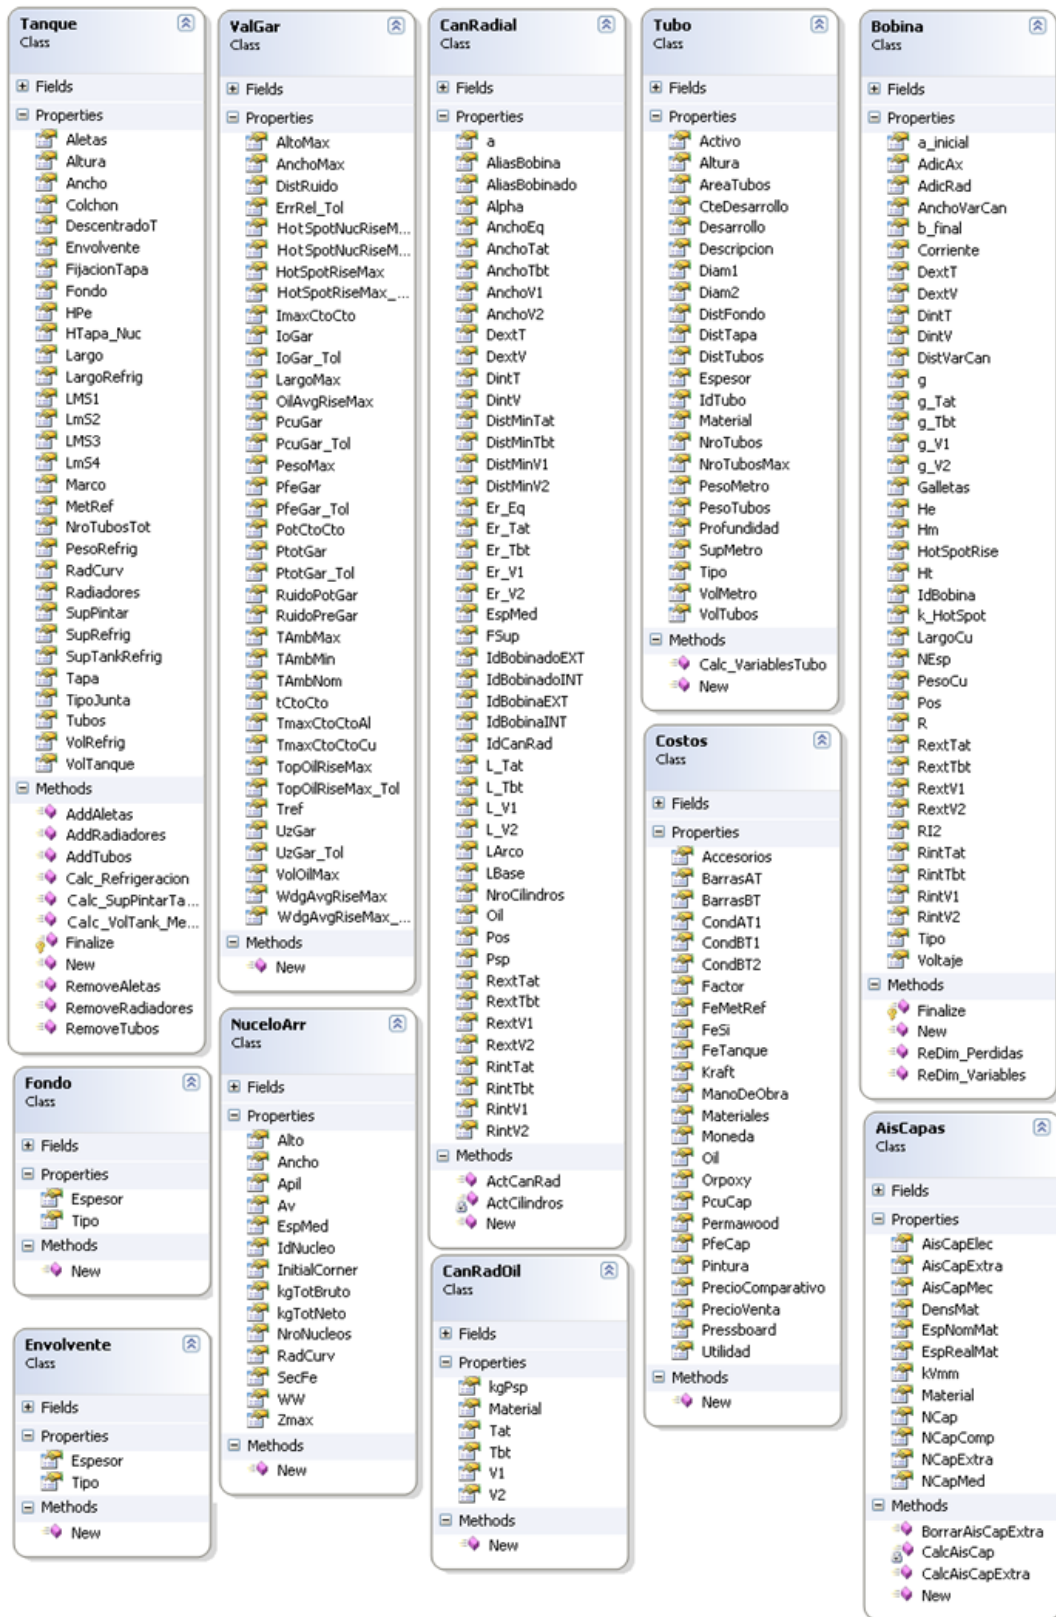 Tanque
Class
Fields
Properties
Aletas
Altura
Ancho
Colchon
DescentradoT
Envolvente
FijacionTapa
Fondo
HPe
HTapa_Nuc
Largo
LargoRefrig
LMS1
LmS2
LMS3
LmS4
Marco
MetRef
NroTubosTot
PesoRefrig
RadCurv
Radiadores
SupPintar
SupRefrig
SupTankRefrig
Tapa
TipoJunta
Tubos
VolRefrig
VolTanque
Methods
AddAletas
AddRadiadores
AddTubos
Calc_Refrigeracion
Calc_SupPintarTa...
Calc_VolTank_Me...
Finalize
New
RemoveAletas
RemoveRadiadores
RemoveTubos
Fondo
Class
Fields
Properties
Espesor
Tipo
Methods
New
Envolvente
Class
Fields
Properties
Espesor
Tipo
Methods
New
ValGar
Class
Fields
Properties
AltoMax
AnchoMax
DistRuido
ErrRel_Tol
HotSpotNucRiseM...
HotSpotNucRiseM...
HotSpotRiseMax
HotSpotRiseMax_...
ImaxCtoCto
IoGar
IoGar_Tol
LargoMax
OilAvgRiseMax
PcuGar
PcuGar_Tol
PesoMax
PfeGar
PfeGar_Tol
PotCtoCto
PtotGar
PtotGar_Tol
RuidoPotGar
RuidoPreGar
TAmbMax
TAmbMin
TAmbNom
tCtoCto
TmaxCtoCtoAl
TmaxCtoCtoCu
TopOilRiseMax
TopOilRiseMax_Tol
Tref
UzGar
UzGar_Tol
VolOilMax
WdgAvgRiseMax
WdgAvgRiseMax_...
Methods
New
NuceloArr
Class
Fields
Properties
Alto
Ancho
Apil
Av
EspMed
IdNucleo
InitialCorner
kgTotBruto
kgTotNeto
NroNucleos
RadCurv
SecFe
WW
Zmax
Methods
New
CanRadial
Class
Fields
Properties
a
AliasBobina
AliasBobinado
Alpha
AnchoEq
AnchoTat
AnchoTbt
AnchoV1
AnchoV2
DextT
DextV
DintT
DintV
DistMinTat
DistMinTbt
DistMinV1
DistMinV2
Er_Eq
Er_Tat
Er_Tbt
Er_V1
Er_V2
EspMed
FSup
IdBobinadoEXT
IdBobinadoINT
IdBobinaEXT
IdBobinaINT
IdCanRad
L_Tat
L_Tbt
L_V1
L_V2
LArco
LBase
NroCilindros
Oil
Pos
Psp
RextTat
RextTbt
RextV1
RextV2
RintTat
RintTbt
RintV1
RintV2
Methods
ActCanRad
ActCilindros
New
CanRadOil
Class
Fields
Properties
kgPsp
Material
Tat
Tbt
V1
V2
Methods
New
Tubo
Class
Fields
Properties
Activo
Altura
AreaTubos
CteDesarrollo
Desarrollo
Descripcion
Diam1
Diam2
DistFondo
DistTapa
DistTubos
Espesor
IdTubo
Material
NroTubos
NroTubosMax
PesoMetro
PesoTubos
Profundidad
SupMetro
Tipo
VolMetro
VolTubos
Methods
Calc_VariablesTubo
New
Costos
Class
Fields
Properties
Accesorios
BarrasAT
BarrasBT
CondAT1
CondBT1
CondBT2
Factor
FeMetRef
FeSi
FeTanque
Kraft
ManoDeObra
Materiales
Moneda
Oil
Orpoxy
PcuCap
Permawood
PfeCap
Pintura
PrecioComparativo
PrecioVenta
Pressboard
Utilidad
Methods
New
Bobina
Class
Fields
Properties
a_inicial
AdicAx
AdicRad
AnchoVarCan
b_final
Corriente
DextT
DextV
DintT
DintV
DistVarCan
g
g_Tat
g_Tbt
g_V1
g_V2
Galletas
He
Hm
HotSpotRise
Ht
IdBobina
k_HotSpot
LargoCu
NEsp
PesoCu
Pos
R
RextTat
RextTbt
RextV1
RextV2
RI2
RintTat
RintTbt
RintV1
RintV2
Tipo
Voltaje
Methods
Finalize
New
ReDim_Perdidas
ReDim_Variables
AisCapas
Class
Fields
Properties
AisCapElec
AisCapExtra
AisCapMec
DensMat
EspNomMat
EspRealMat
kVmm
Material
NCap
NCapComp
NCapExtra
NCapMed
Methods
BorrarAisCapExtra
CalcAisCap
CalcAisCapExtra
New